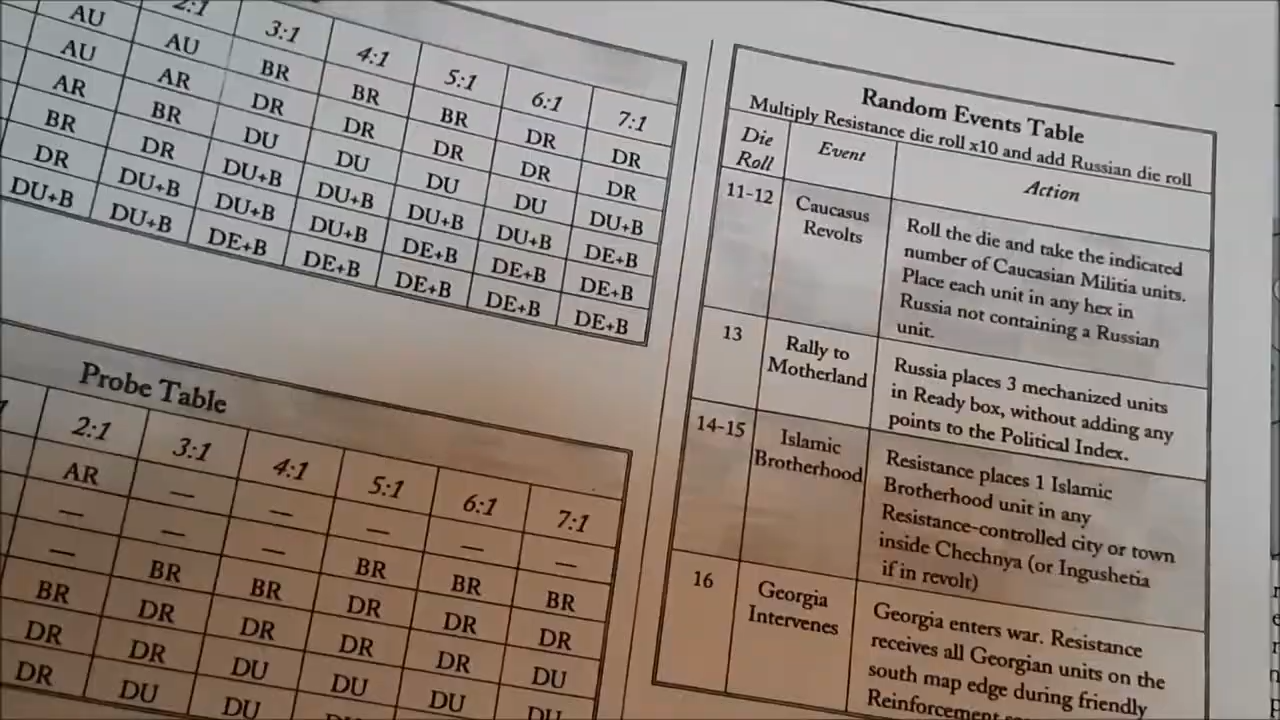 2:1 3:1 4:1 5:1 6:1 7:1
AU AU BR BR BR DR DR
AU AR DR DR DR DR DR
AR BR DU DU DU DU DU+B
BR DR DU+B DU+B DU+B DU+B DE+B
DR DU+B DU+B DU+B DE+B DE+B DE+B
DU+B DU+B DE+B DE+B DE+B DE+B DE+B
Probe Table
2:1 3:1 4:1 5:1 6:1 7:1
AR — — — — —
— — — BR BR BR
— BR BR DR DR DR
BR DR DR DR DR DU
DR DR DU DU DU DU
DR DU DU
Random Events Table
Multiply Resistance die roll x10 and add Russian die roll
Die
Roll
Event
Action
11-12
Caucasus
Revolts
Roll the die and take the indicated
number of Caucasian Militia units.
Place each unit in any hex in
Russia not containing a Russian
unit.
13
Rally to
Motherland
Russia places 3 mechanized units
in Ready box, without adding any
points to the Political Index.
14-15
Islamic
Brotherhood
Resistance places 1 Islamic
Brotherhood unit in any
Resistance-controlled city or town
inside Chechnya (or Ingushetia
if in revolt)
16
Georgia
Intervenes
Georgia enters war. Resistance
receives all Georgian units on the
south map edge during friendly